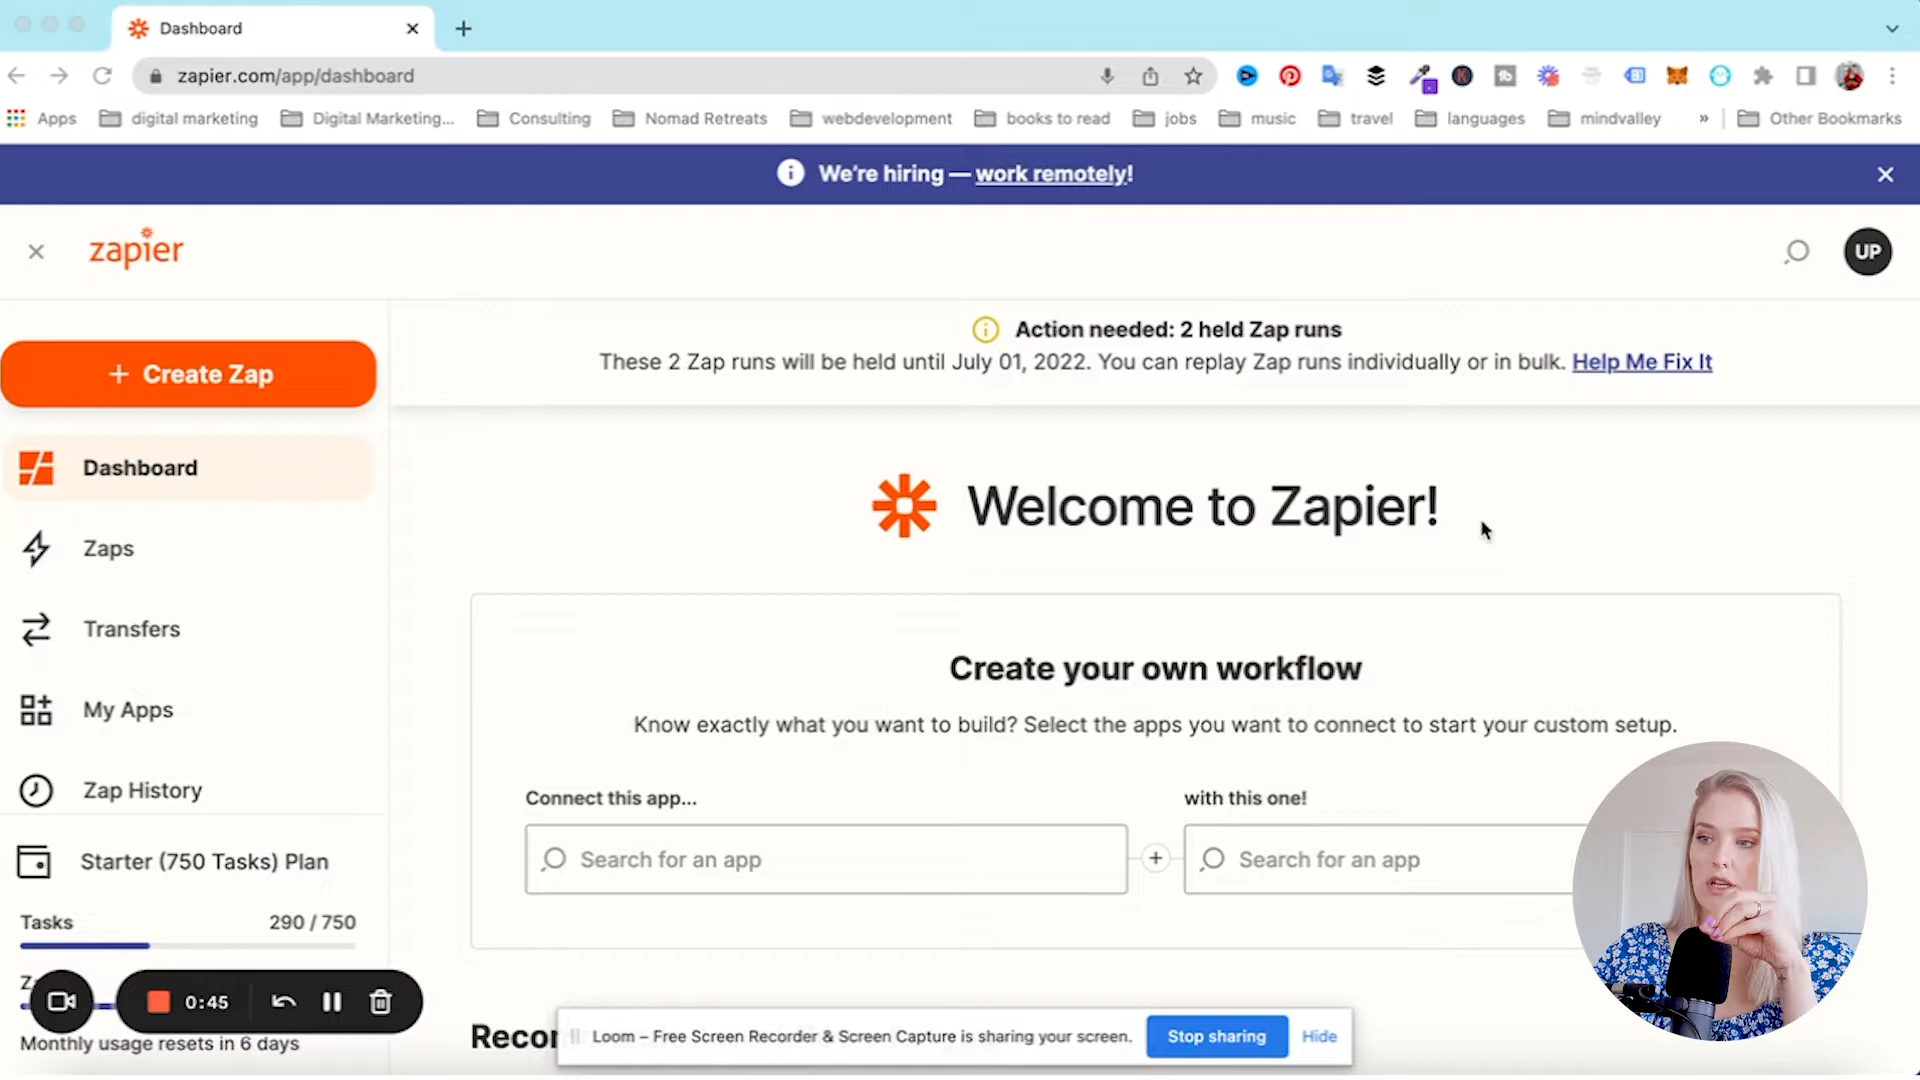 Dashboard
zapier.com/app/dashboard
Apps
digital marketing
Digital Marketing...
Consulting
Nomad Retreats
webdevelopment
books to read
jobs
music
travel
languages
mindvalley
»
Other Bookmarks
We're hiring — work remotely!
zapier
UP
Action needed: 2 held Zap runs
These 2 Zap runs will be held until July 01, 2022. You can replay Zap runs individually or in bulk. Help Me Fix It
+ Create Zap
Dashboard
Zaps
Transfers
My Apps
Zap History
Starter (750 Tasks) Plan
Tasks 290 / 750
Monthly usage resets in 6 days
0:45
Welcome to Zapier!
Create your own workflow
Know exactly what you want to build? Select the apps you want to connect to start your custom setup.
Connect this app...
with this one!
Search for an app
+
Search for an app
Loom – Free Screen Recorder & Screen Capture is sharing your screen.
Stop sharing
Hide